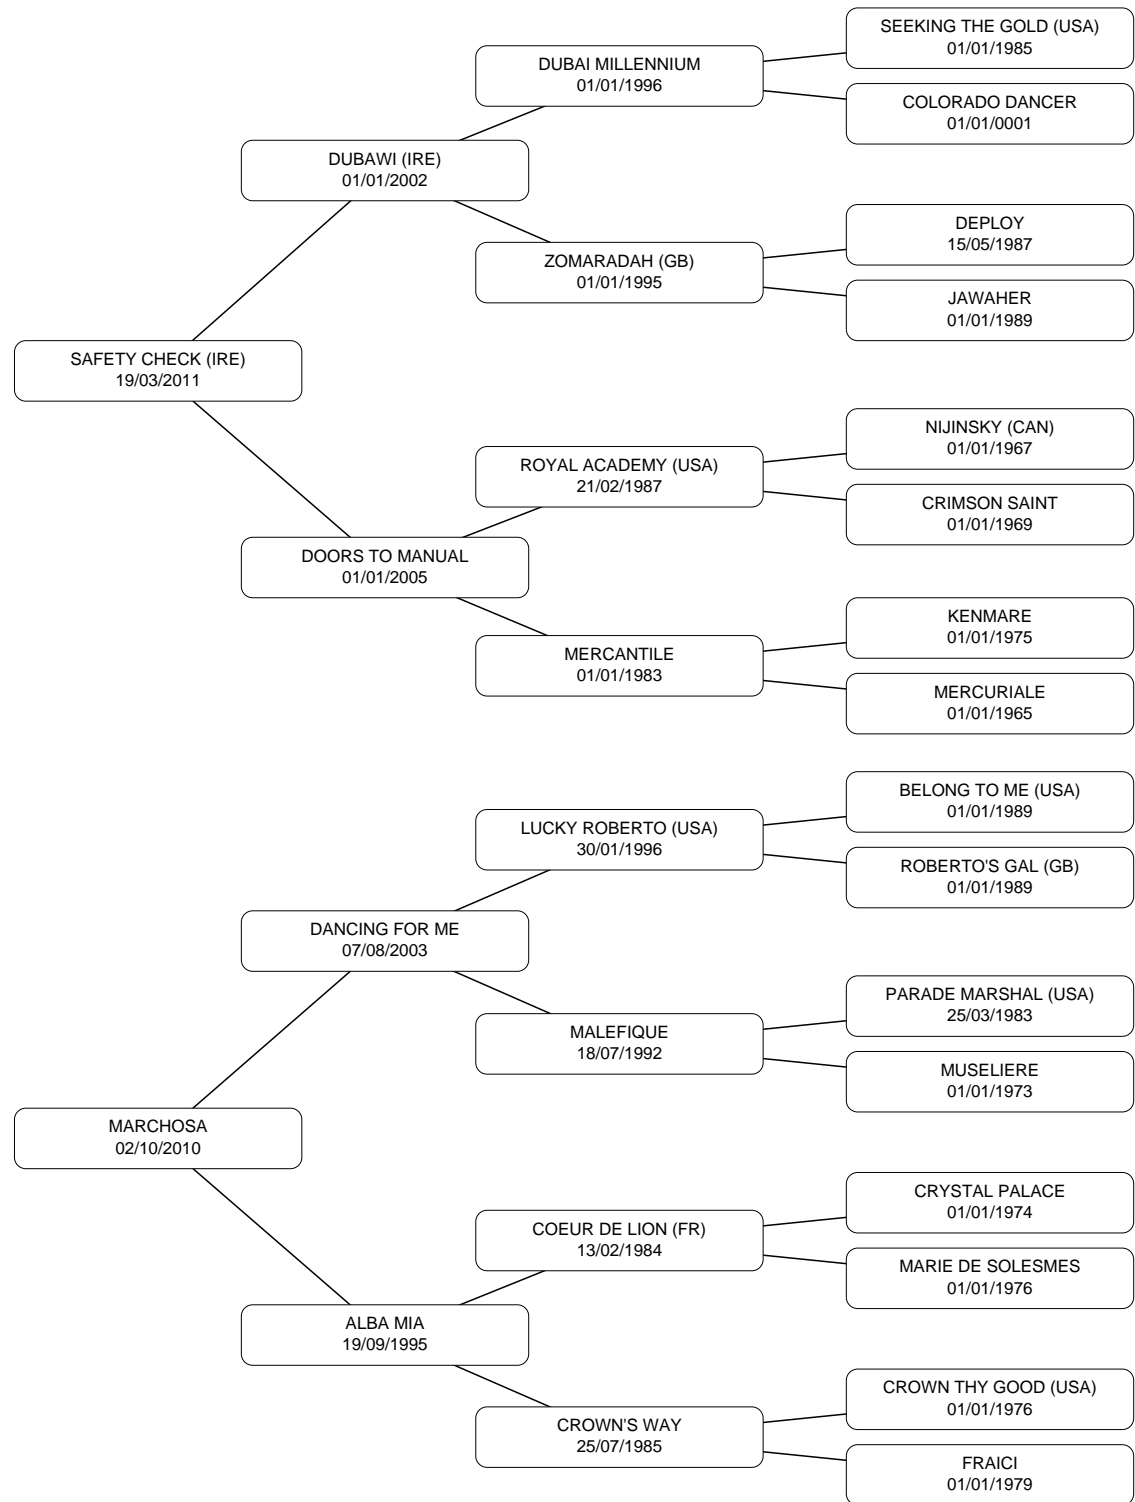 SEEKING THE GOLD (USA)
01/01/1985
DUBAI MILLENNIUM
01/01/1996
COLORADO DANCER
01/01/0001
DUBAWI (IRE)
01/01/2002
DEPLOY
15/05/1987
ZOMARADAH (GB)
01/01/1995
JAWAHER
01/01/1989
SAFETY CHECK (IRE)
19/03/2011
NIJINSKY (CAN)
01/01/1967
ROYAL ACADEMY (USA)
21/02/1987
CRIMSON SAINT
01/01/1969
DOORS TO MANUAL
01/01/2005
KENMARE
01/01/1975
MERCANTILE
01/01/1983
MERCURIALE
01/01/1965
BELONG TO ME (USA)
01/01/1989
LUCKY ROBERTO (USA)
30/01/1996
ROBERTO'S GAL (GB)
01/01/1989
DANCING FOR ME
07/08/2003
PARADE MARSHAL (USA)
25/03/1983
MALEFIQUE
18/07/1992
MUSELIERE
01/01/1973
MARCHOSA
02/10/2010
CRYSTAL PALACE
01/01/1974
COEUR DE LION (FR)
13/02/1984
MARIE DE SOLESMES
01/01/1976
ALBA MIA
19/09/1995
CROWN THY GOOD (USA)
01/01/1976
CROWN'S WAY
25/07/1985
FRAICI
01/01/1979